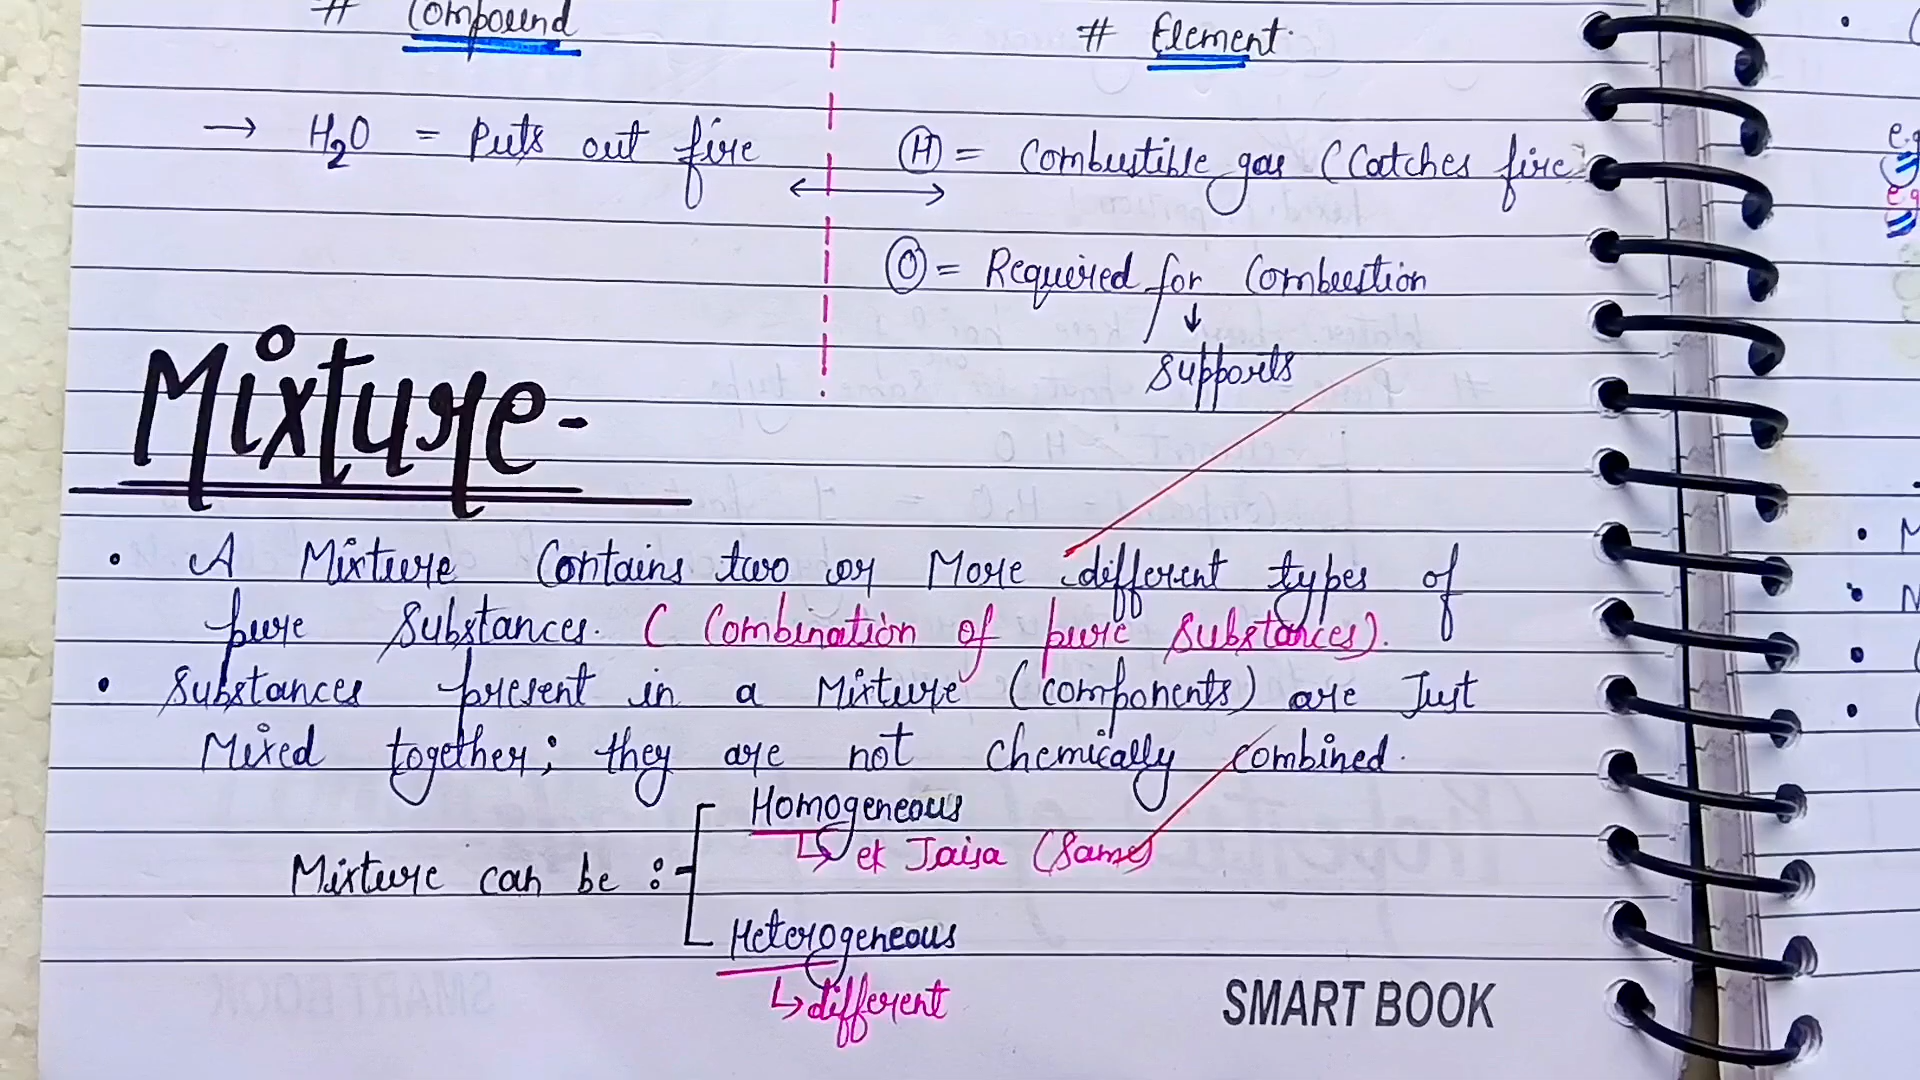 # Compound
# Element.
→ H₂O = Puts out fire
(H) = Combustible gas (Catches fire
(O) = Required for Combustion
↓
supports
Mixture-
• A Mixture Contains two or More different types of
pure Substances. (Combination of pure Substances).
• Substances present in a Mixture (components) are Just
Mixed together; they are not Chemically combined.
Mixture can be :-
Homogeneous
↳ ek Jaisa (Same)
Heterogeneous
↳ different
SMART BOOK
e.g
e.g